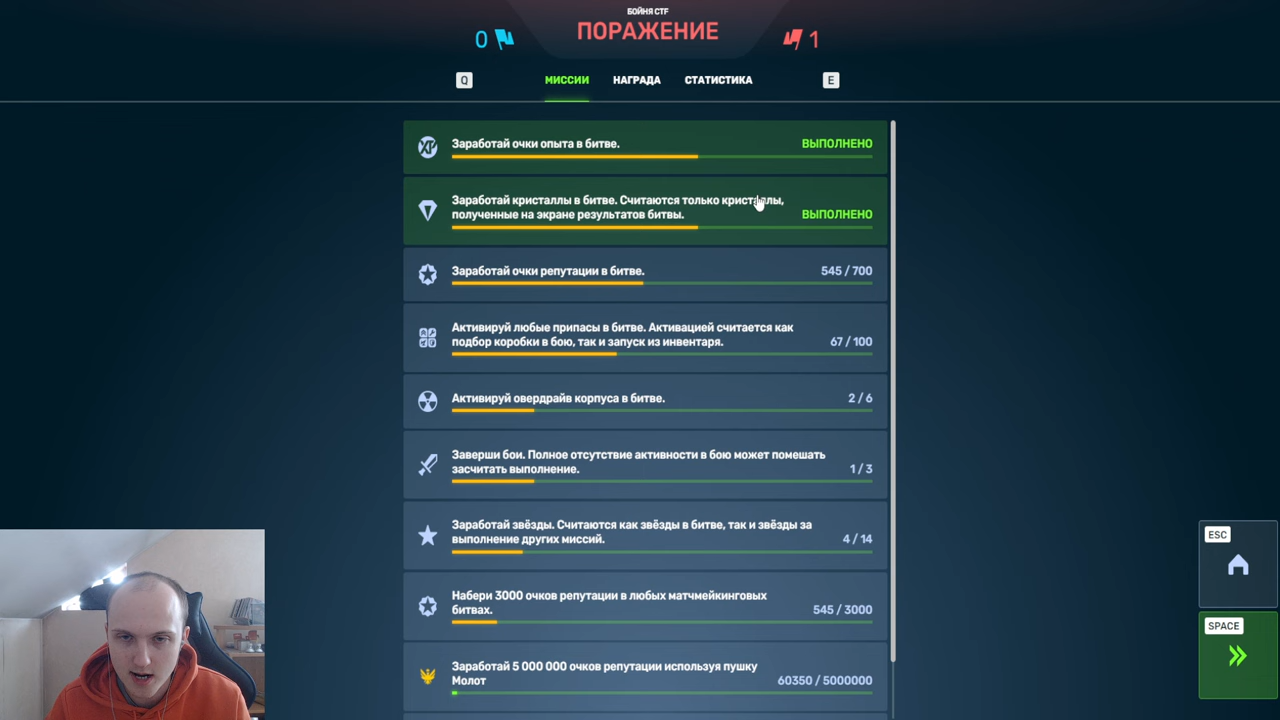 БОЙНЯ CTF
ПОРАЖЕНИЕ
0
1
Q
МИССИИ
НАГРАДА
СТАТИСТИКА
E
Заработай очки опыта в битве.
ВЫПОЛНЕНО
Заработай кристаллы в битве. Считаются только кристаллы,
полученные на экране результатов битвы.
ВЫПОЛНЕНО
Заработай очки репутации в битве.
545 / 700
Активируй любые припасы в битве. Активацией считается как
подбор коробки в бою, так и запуск из инвентаря.
67 / 100
Активируй овердрайв корпуса в битве.
2 / 6
Заверши бои. Полное отсутствие активности в бою может помешать
засчитать выполнение.
1 / 3
Заработай звёзды. Считаются как звёзды в битве, так и звёзды за
выполнение других миссий.
4 / 14
Набери 3000 очков репутации в любых матчмейкинговых
битвах.
545 / 3000
Заработай 5 000 000 очков репутации используя пушку
Молот
60350 / 5000000
ESC
SPACE
XP